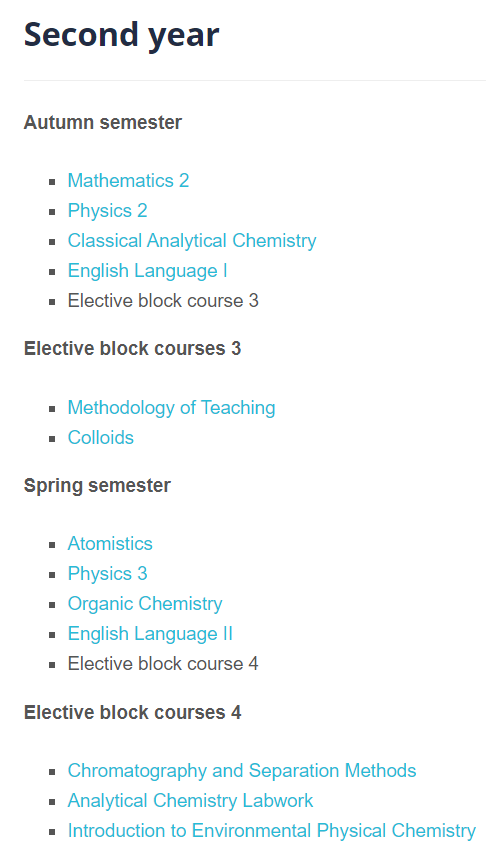 Second year
Autumn semester
Mathematics 2
Physics 2
Classical Analytical Chemistry
English Language I
Elective block course 3
Elective block courses 3
Methodology of Teaching
Colloids
Spring semester
Atomistics
Physics 3
Organic Chemistry
English Language II
Elective block course 4
Elective block courses 4
Chromatography and Separation Methods
Analytical Chemistry Labwork
Introduction to Environmental Physical Chemistry